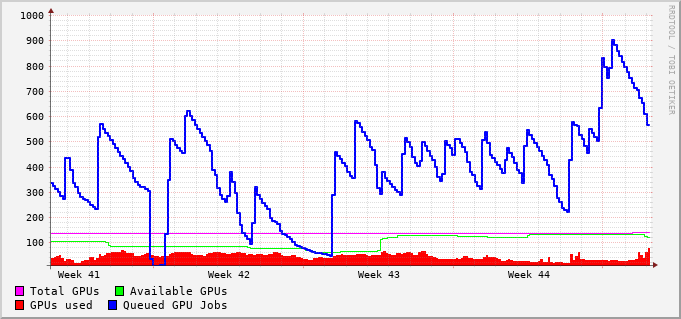 1000
900
800
700
600
500
400
300
200
100
Week 41 Week 42 Week 43 Week 44
Total GPUs Available GPUs
GPUs used Queued GPU Jobs
RRDTOOL / TOBI OETIKER